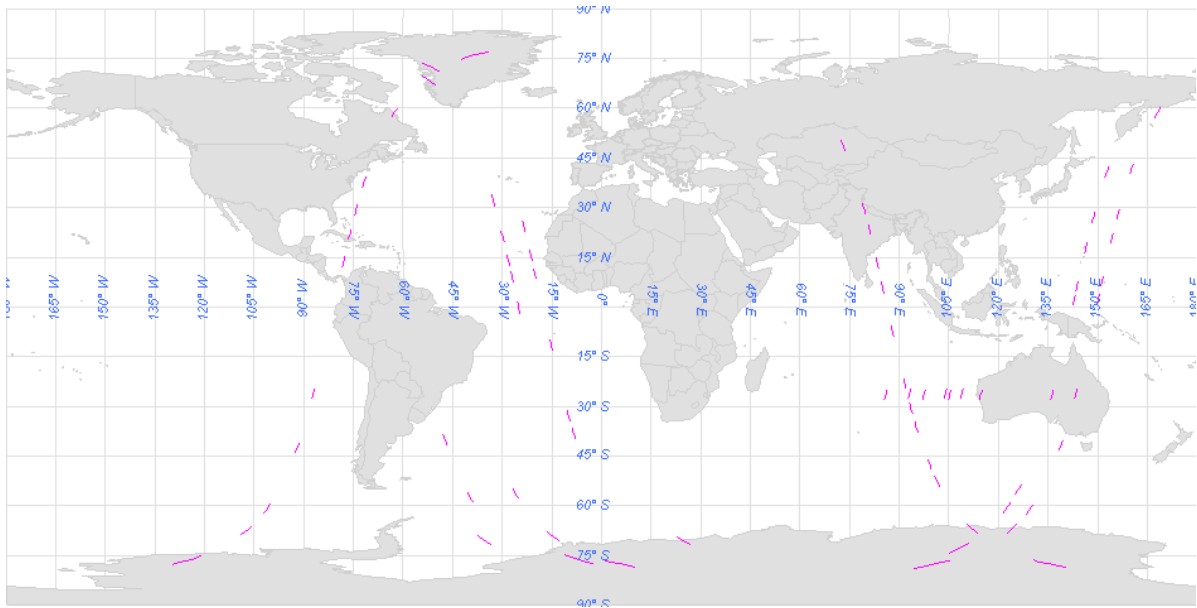 90° N
75° N
60° N
45° N
30° N
15° N
165° W
150° W
135° W
120° W
105° W
90° W
75° W
60° W
45° W
30° W
15° W
0°
15° E
30° E
45° E
60° E
75° E
90° E
105° E
120° E
135° E
150° E
165° E
180° E
15° S
30° S
45° S
60° S
75° S
90° S